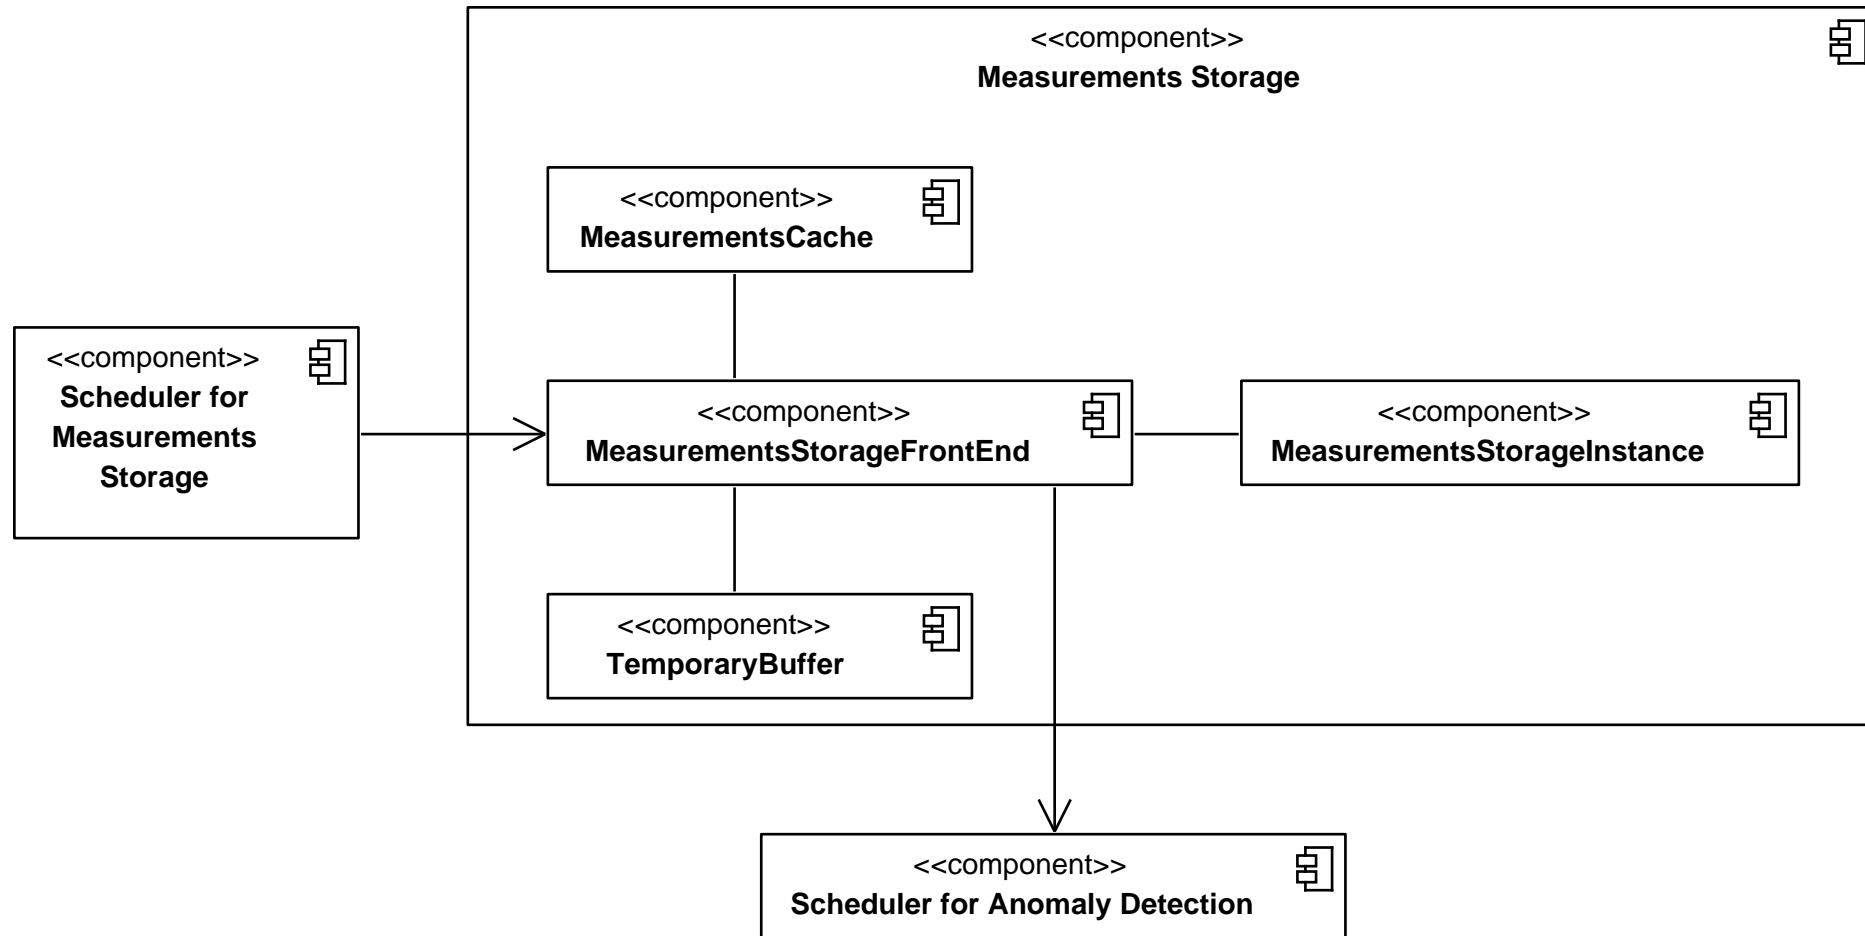 <<component>>
Measurements Storage
<<component>>
MeasurementsCache
<<component>>
Scheduler for
Measurements
Storage
<<component>>
MeasurementsStorageFrontEnd
<<component>>
MeasurementsStorageInstance
<<component>>
TemporaryBuffer
<<component>>
Scheduler for Anomaly Detection